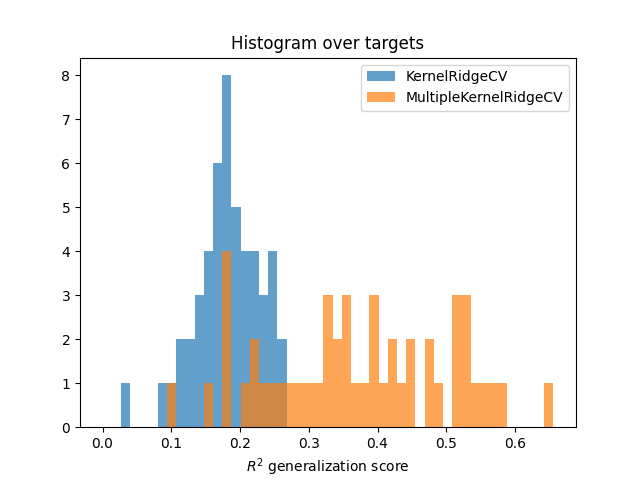 Histogram over targets
KernelRidgeCV
MultipleKernelRidgeCV
8
7
6
5
4
3
2
1
0
0.0 0.1 0.2 0.3 0.4 0.5 0.6
R² generalization score